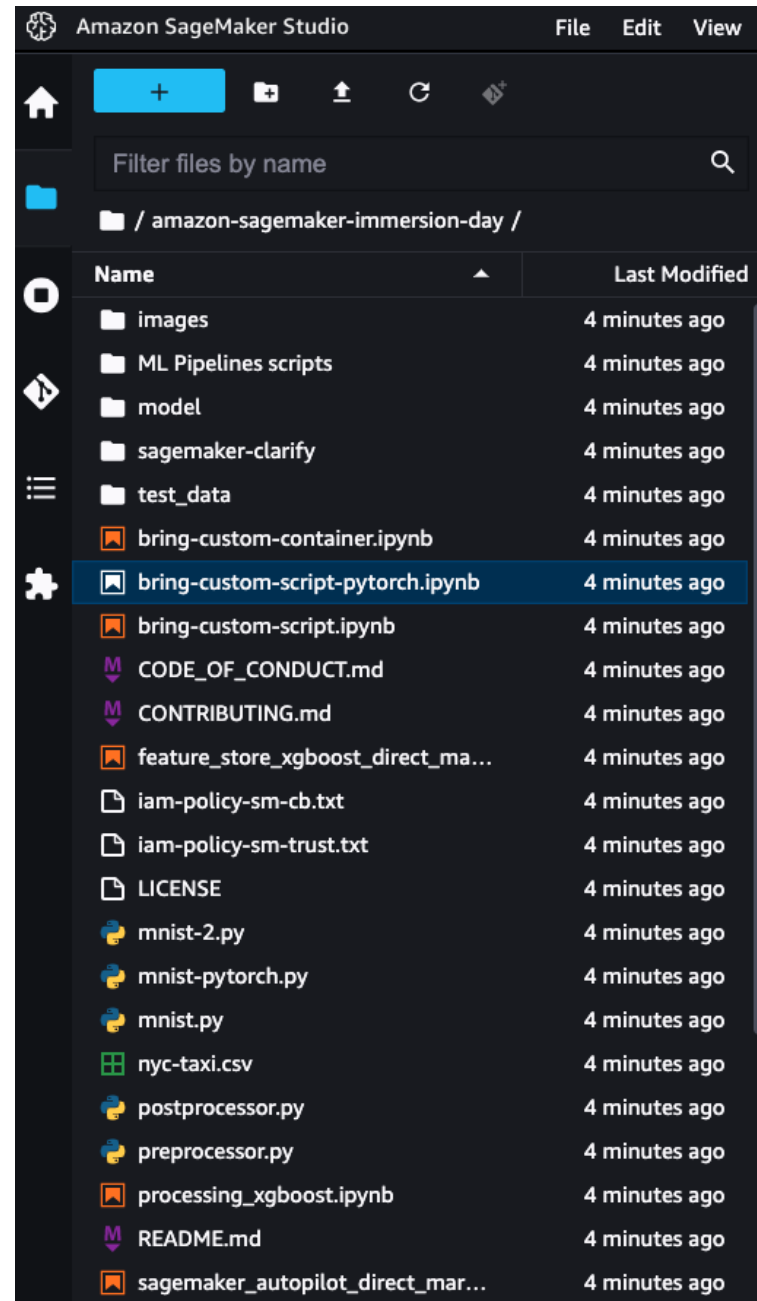 Amazon SageMaker Studio File Edit View
+
Filter files by name
/ amazon-sagemaker-immersion-day /
Name Last Modified
images 4 minutes ago
ML Pipelines scripts 4 minutes ago
model 4 minutes ago
sagemaker-clarify 4 minutes ago
test_data 4 minutes ago
bring-custom-container.ipynb 4 minutes ago
bring-custom-script-pytorch.ipynb 4 minutes ago
bring-custom-script.ipynb 4 minutes ago
M CODE_OF_CONDUCT.md 4 minutes ago
M CONTRIBUTING.md 4 minutes ago
feature_store_xgboost_direct_ma... 4 minutes ago
iam-policy-sm-cb.txt 4 minutes ago
iam-policy-sm-trust.txt 4 minutes ago
LICENSE 4 minutes ago
mnist-2.py 4 minutes ago
mnist-pytorch.py 4 minutes ago
mnist.py 4 minutes ago
nyc-taxi.csv 4 minutes ago
postprocessor.py 4 minutes ago
preprocessor.py 4 minutes ago
processing_xgboost.ipynb 4 minutes ago
M README.md 4 minutes ago
sagemaker_autopilot_direct_mar... 4 minutes ago